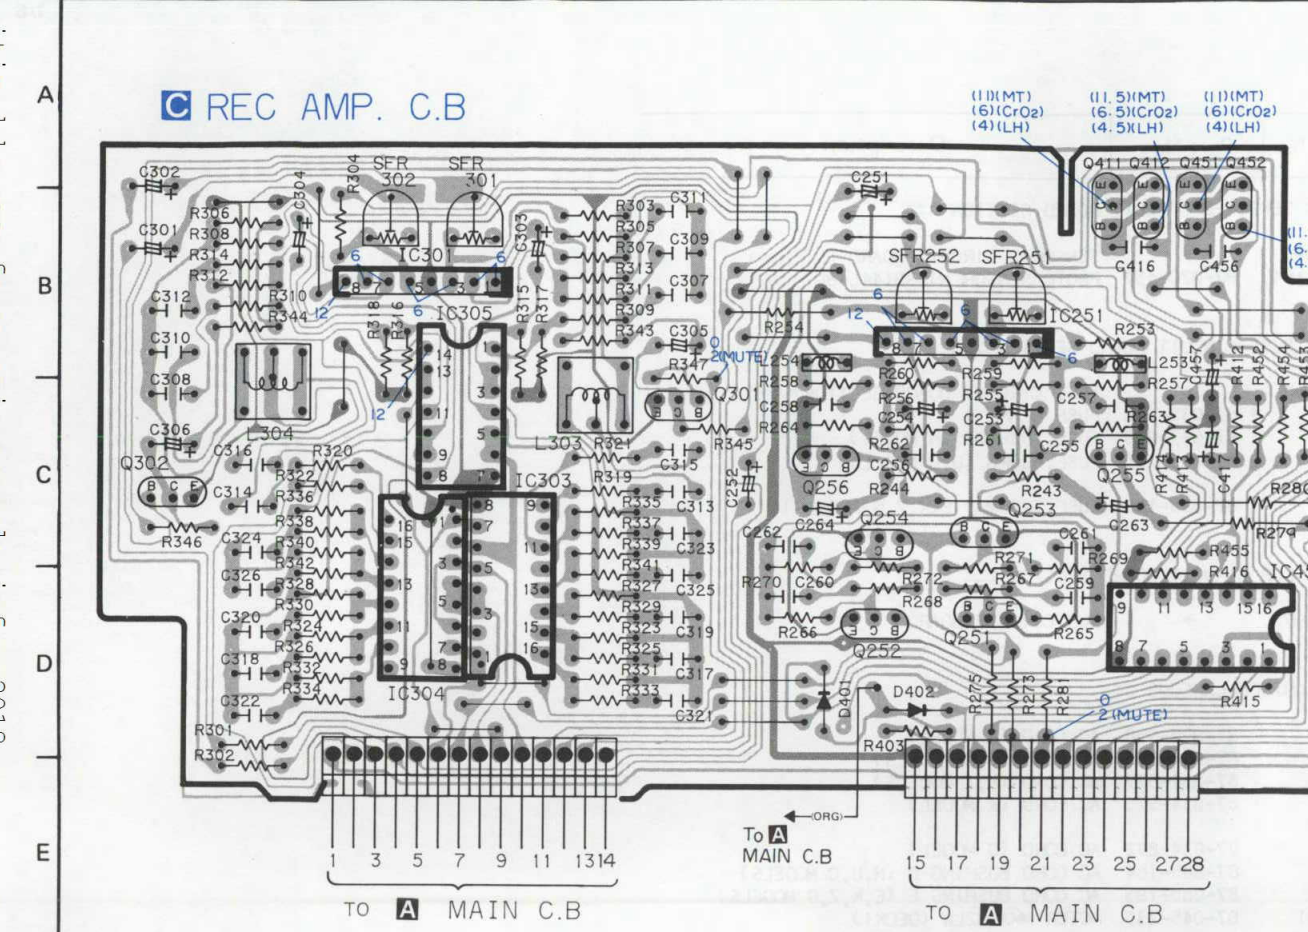 A
C REC AMP. C.B
(11)(MT)
(6)(CrO2)
(4)(LH)
(11.5)(MT)
(6.5)(CrO2)
(4.5)(LH)
(11)(MT)
(6)(CrO2)
(4)(LH)
C302
R304
SFR
302
SFR
301
C251
Q411
Q412
Q451
Q452
C304
R306
R308
C301
R314
R312
C303
R303
R305
R307
R313
R311
R309
R343
C311
C309
C307
C305
IC301
SFR252
SFR251
C416
C456
B
C312
R310
R344
R318
R316
R315
R317
IC305
IC251
R254
R253
C310
C308
L304
L303
R347
0
2(MUTE)
Q301
R345
L254
R258
C258
R264
R260
R256
C254
R262
C256
R244
R259
R255
C253
R261
C255
R243
L253
R257
C257
R263
C457
R412
R452
R454
R453
C306
C316
R320
R321
Q302
C
C315
C252
Q256
Q255
C417
C314
R322
R336
R319
IC303
R335
C313
C264
Q254
Q253
C263
R280
R279
R346
C324
R338
R340
R342
R337
R339
R341
C323
C262
C261
R271
R269
R455
R416
C326
R328
R330
R327
R329
C325
R270
C260
R272
R268
R267
C259
C320
R324
R326
R323
R325
C319
R266
Q252
Q251
R265
D
C318
R332
R334
R331
R333
C317
IC304
C322
C321
D401
D402
R275
R273
R281
R415
0
2(MUTE)
R301
R302
R403
(ORG)
To A
MAIN C.B
E
1 3 5 7 9 11 13 14
15 17 19 21 23 25 27 28
To A MAIN C.B
To A MAIN C.B